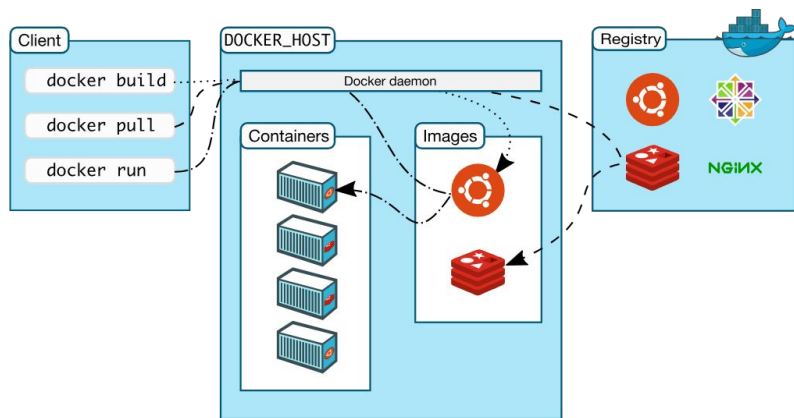 Client
docker build
docker pull
docker run
DOCKER_HOST
Docker daemon
Containers
Images
Registry
NGiNX